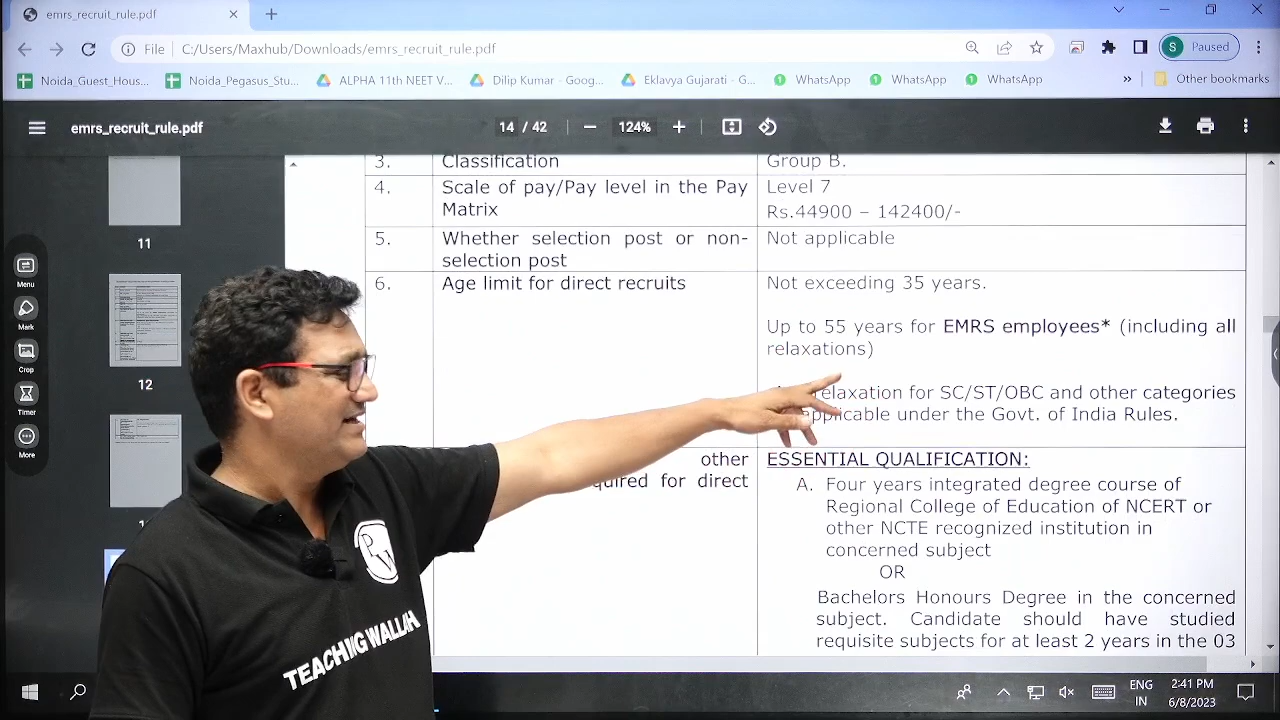 emrs_recruit_rule.pdf
File
C:/Users/Maxhub/Downloads/emrs_recruit_rule.pdf
S Paused
Noida_Guest_Hous...
Noida_Pegasus_Stu...
ALPHA 11th NEET V...
Dilip Kumar - Goog...
Eklavya Gujarati - G...
WhatsApp
WhatsApp
WhatsApp
Other bookmarks
emrs_recruit_rule.pdf
14 / 42
124%
11
12
Menu
Mark
Crop
Timer
More
3. Classification Group B.
4. Scale of pay/Pay level in the Pay Level 7
Matrix Rs.44900 – 142400/-
5. Whether selection post or non- Not applicable
selection post
6. Age limit for direct recruits Not exceeding 35 years.
Up to 55 years for EMRS employees* (including all
relaxations)
relaxation for SC/ST/OBC and other categories
applicable under the Govt. of India Rules.
other ESSENTIAL QUALIFICATION:
for direct A. Four years integrated degree course of
Regional College of Education of NCERT or
other NCTE recognized institution in
concerned subject
OR
Bachelors Honours Degree in the concerned
subject. Candidate should have studied
requisite subjects for at least 2 years in the 03
PW
TEACHING WALLAH
ENG
IN
2:41 PM
6/8/2023